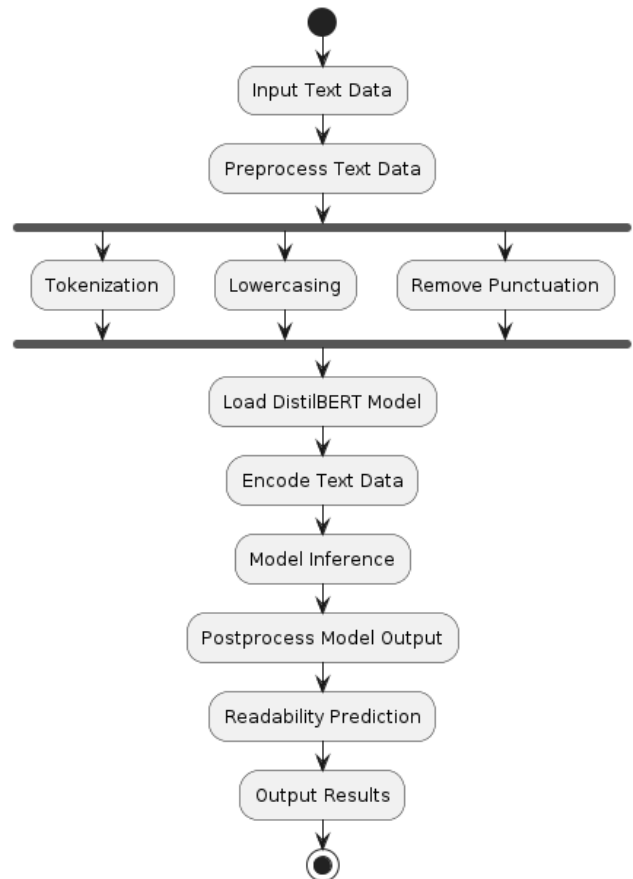 Input Text Data
Preprocess Text Data
Tokenization
Lowercasing
Remove Punctuation
Load DistilBERT Model
Encode Text Data
Model Inference
Postprocess Model Output
Readability Prediction
Output Results